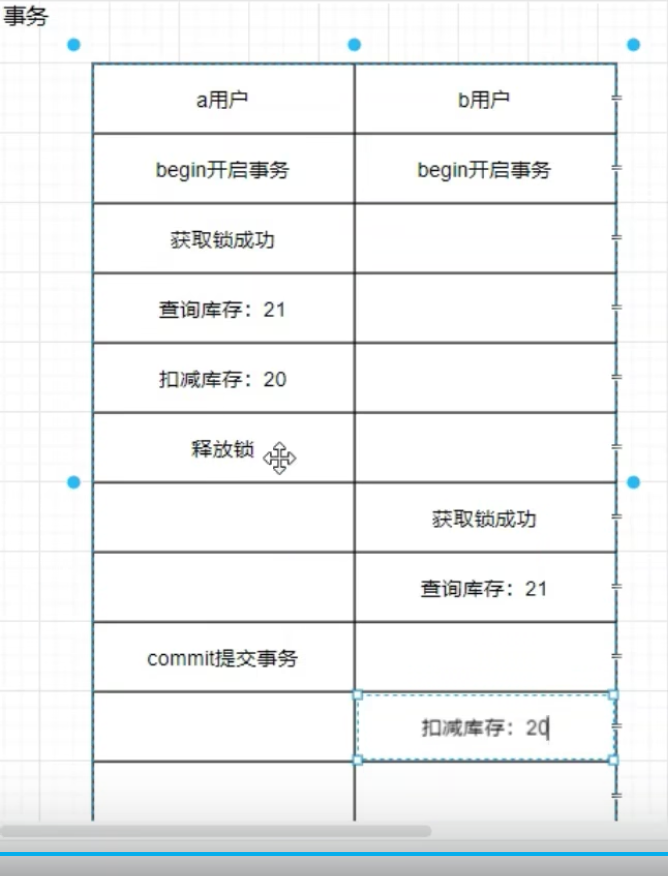 事务
a用户 b用户
begin开启事务 begin开启事务
获取锁成功
查询库存：21
扣减库存：20
释放锁
获取锁成功
查询库存：21
commit提交事务
扣减库存：20